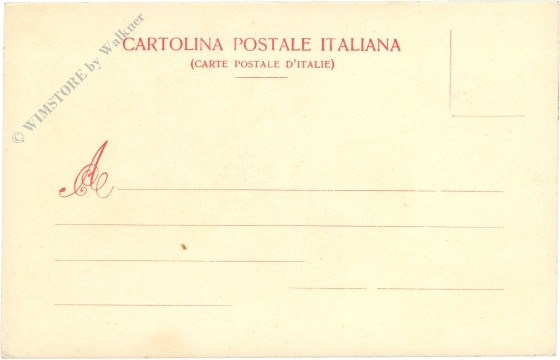 CARTOLINA POSTALE ITALIANA
(CARTE POSTALE D'ITALIE)
A
© WIMSTORE by Walkner